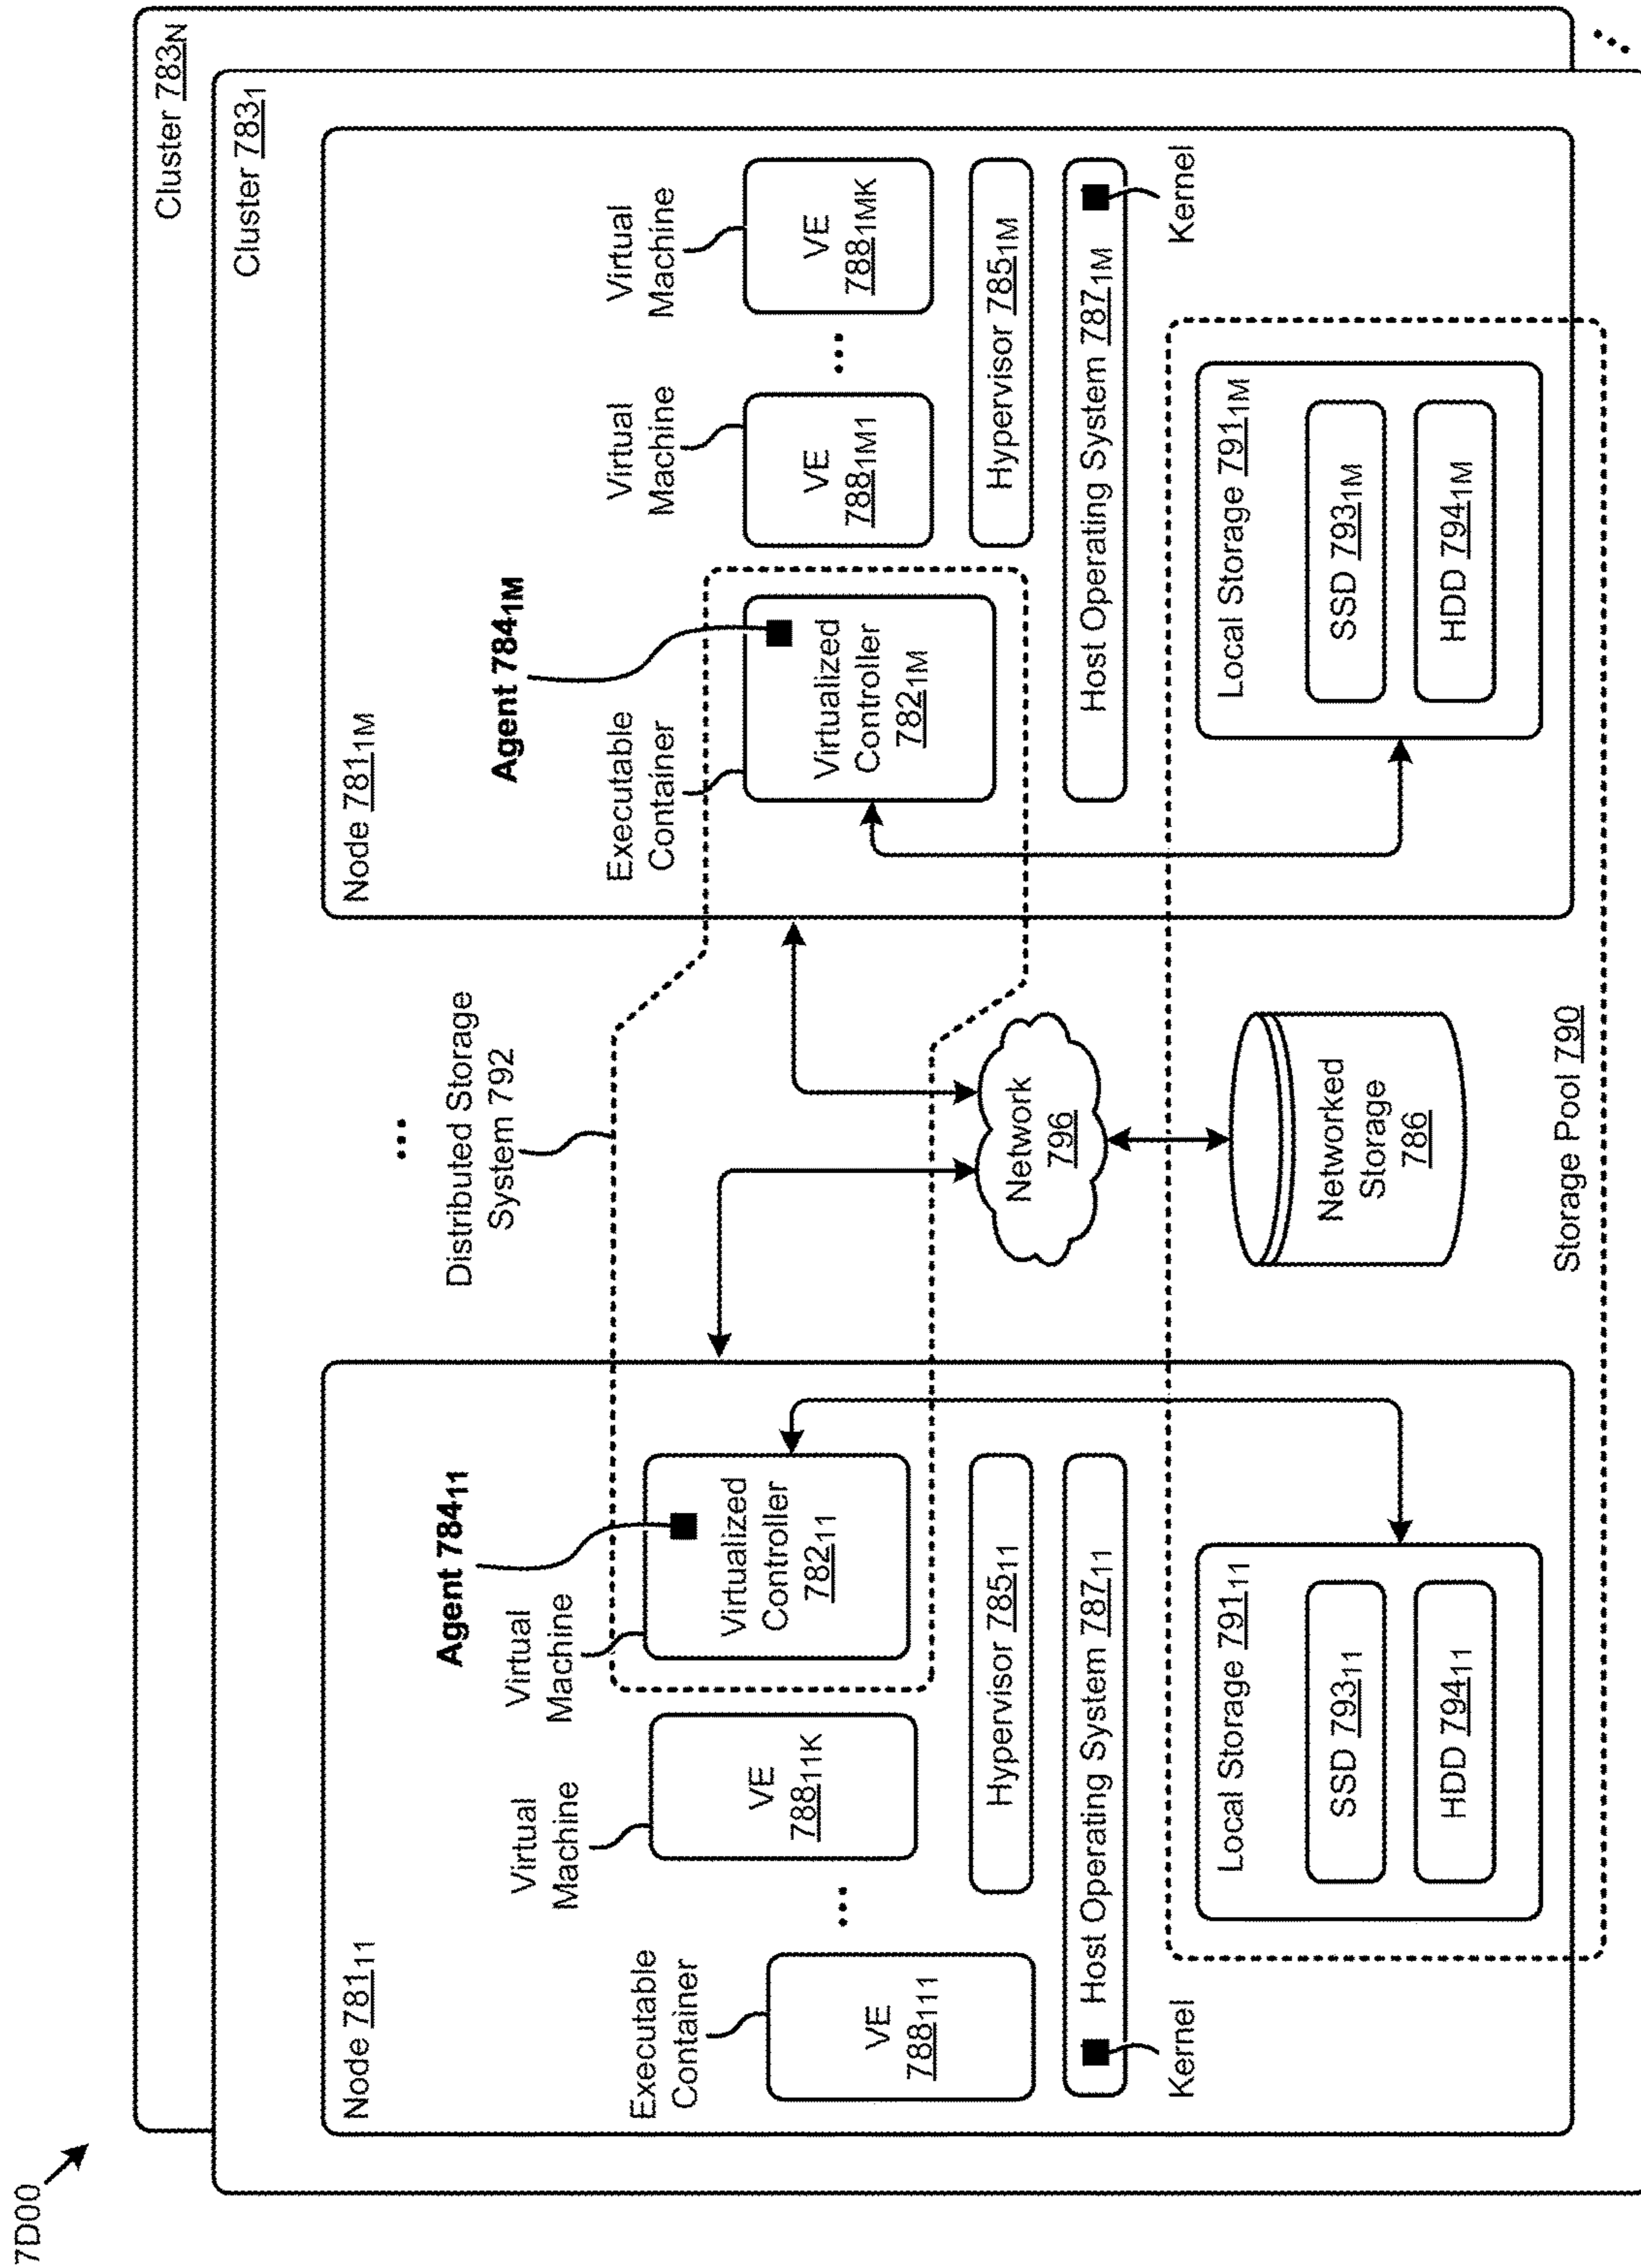 7D00
Cluster 783N
Cluster 7831
Node 78111
Agent 78411
Virtual
Machine
Virtual
Machine
Executable
Container
VE
788111
...
VE
78811K
Virtualized
Controller
78211
Hypervisor 78511
Host Operating System 78711
Kernel
Local Storage 79111
SSD 79311
HDD 79411
...
Distributed Storage
System 792
Network
796
Networked
Storage
786
Storage Pool 790
Node 7811M
Agent 7841M
Executable
Container
Virtual
Machine
Virtual
Machine
Virtualized
Controller
7821M
VE
7881M1
...
VE
7881MK
Hypervisor 7851M
Host Operating System 7871M
Kernel
Local Storage 7911M
SSD 7931M
HDD 7941M
...